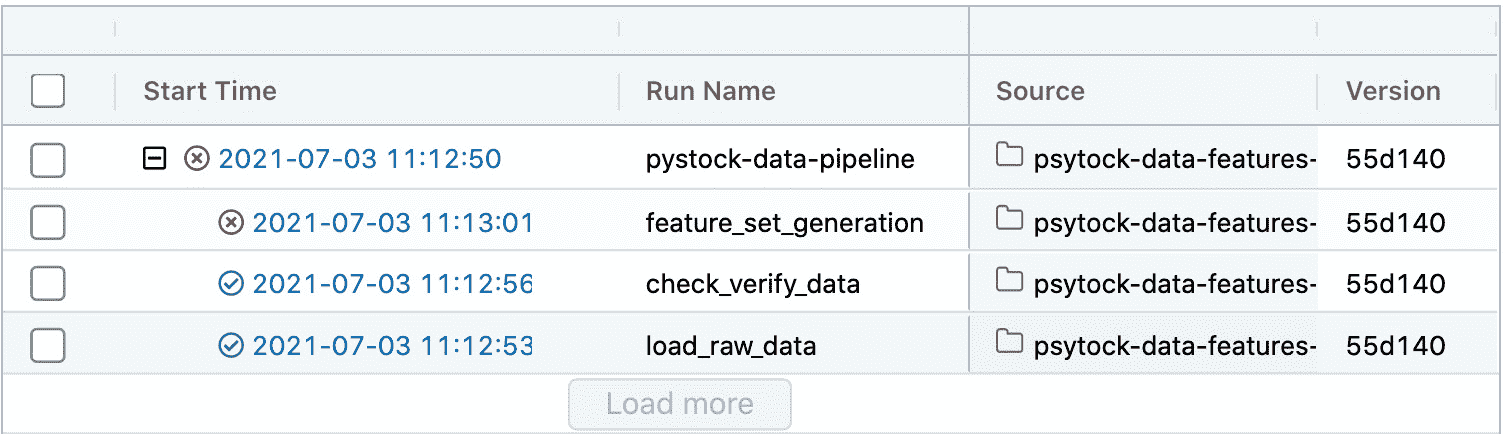 Start Time Run Name Source Version
2021-07-03 11:12:50 pystock-data-pipeline psytock-data-features- 55d140
2021-07-03 11:13:01 feature_set_generation psytock-data-features- 55d140
2021-07-03 11:12:56 check_verify_data psytock-data-features- 55d140
2021-07-03 11:12:53 load_raw_data psytock-data-features- 55d140
Load more